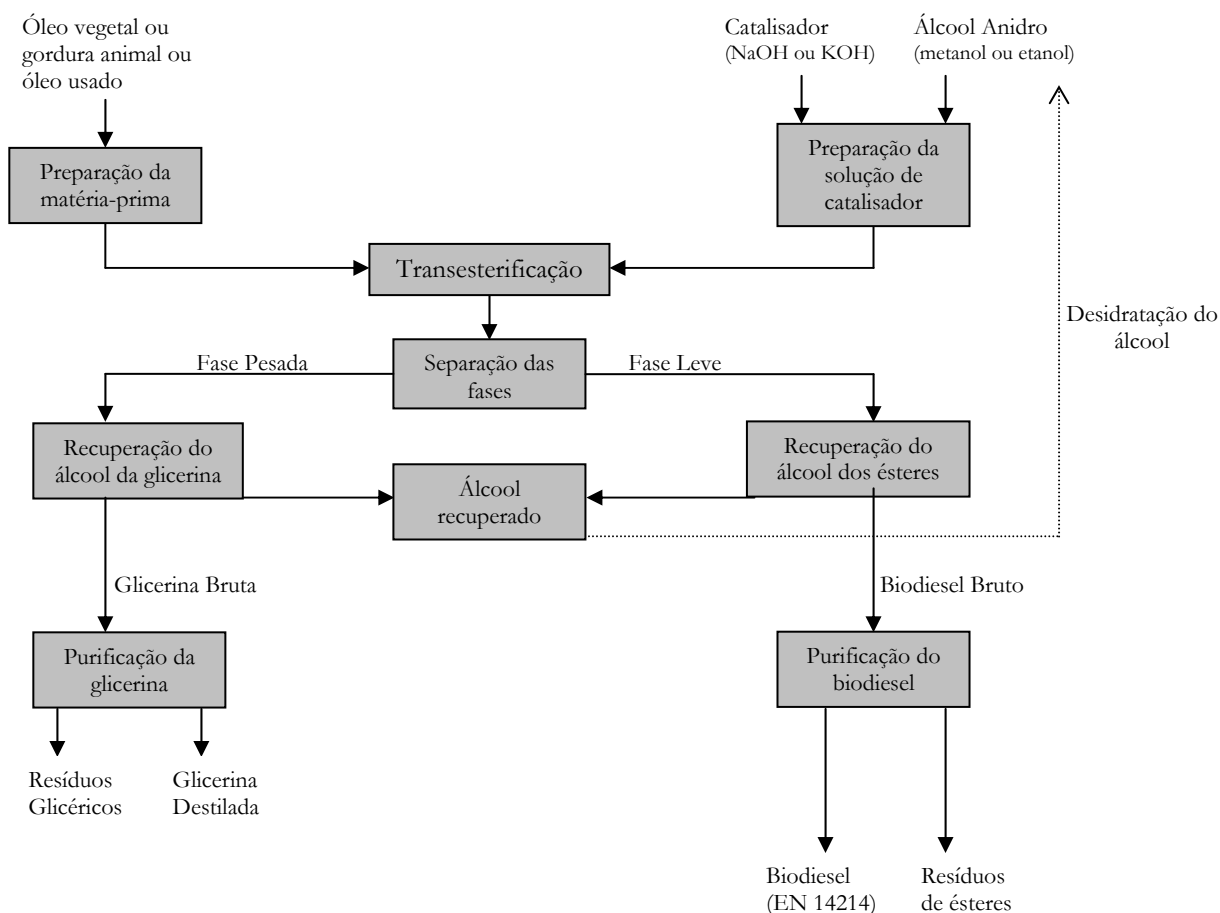 Óleo vegetal ou
gordura animal ou
óleo usado
Catalisador
(NaOH ou KOH)
Álcool Anidro
(metanol ou etanol)
Preparação da
matéria-prima
Preparação da
solução de
catalisador
Transesterificação
Desidratação do
álcool
Fase Pesada
Separação das
fases
Fase Leve
Recuperação do
álcool da glicerina
Álcool
recuperado
Recuperação do
álcool dos ésteres
Glicerina Bruta
Biodiesel Bruto
Purificação da
glicerina
Purificação do
biodiesel
Resíduos
Glicéricos
Glicerina
Destilada
Biodiesel
(EN 14214)
Resíduos
de ésteres